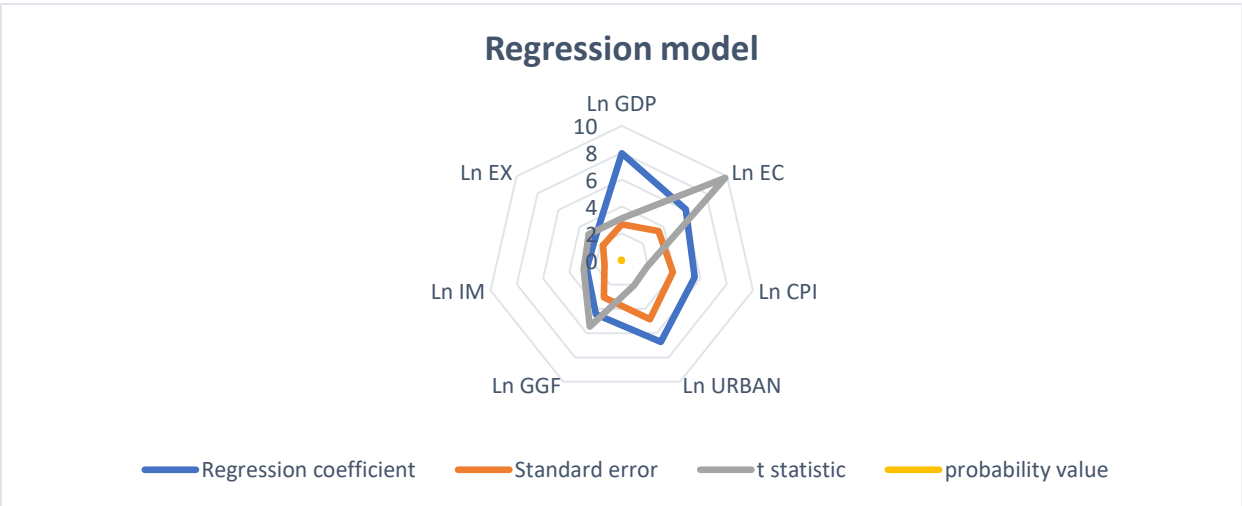 Regression model
Ln GDP
10
8
6
4
2
0
Ln EC
Ln CPI
Ln URBAN
Ln GGF
Ln IM
Ln EX
Regression coefficient
Standard error
t statistic
probability value